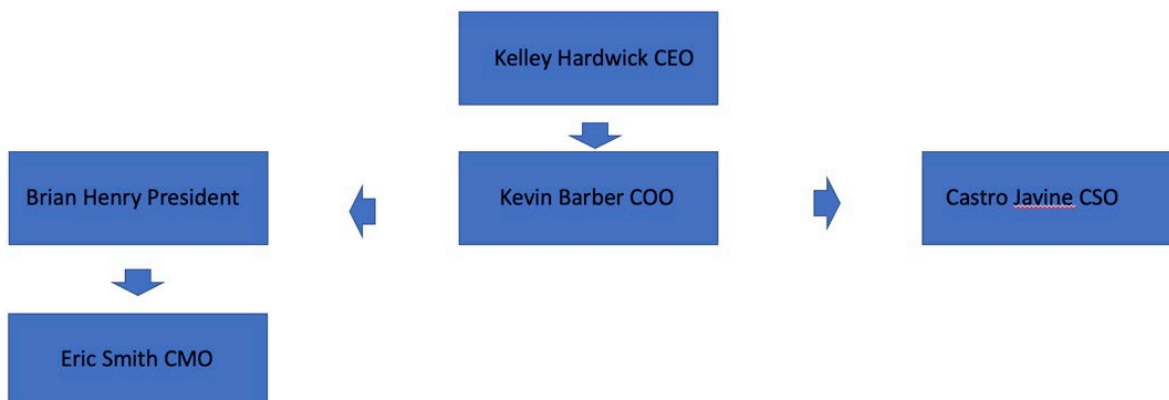 Kelley Hardwick CEO
Brian Henry President
Kevin Barber COO
Castro Javine CSO
Eric Smith CMO